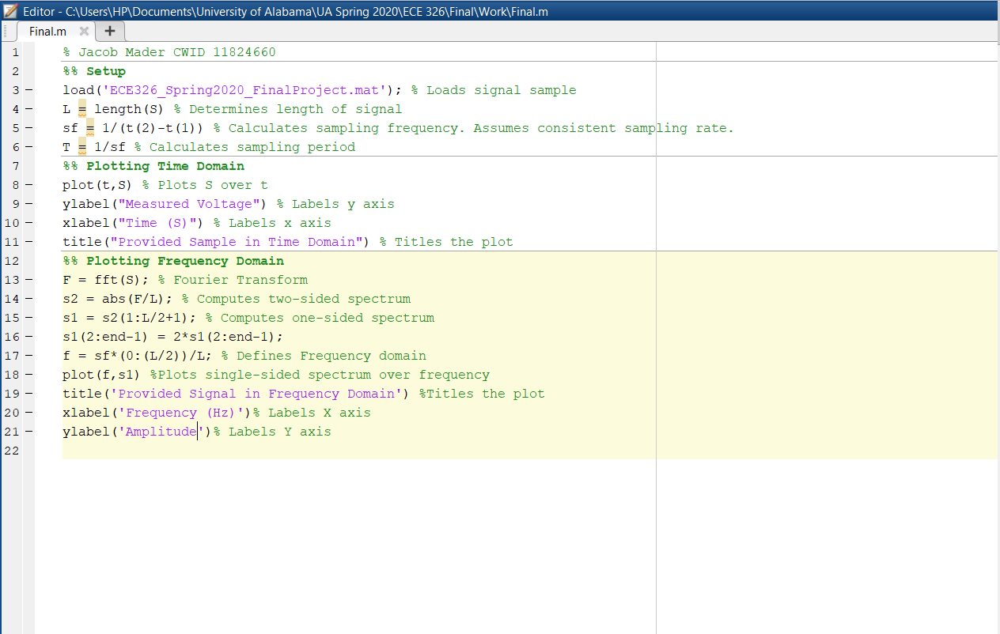 Editor - C:\Users\HP\Documents\University of Alabama\UA Spring 2020\ECE 326\Final\Work\Final.m
Final.m
1 % Jacob Mader CWID 11824660
2 %% Setup
3 load('ECE326_Spring2020_FinalProject.mat'); % Loads signal sample
4 L = length(S) % Determines length of signal
5 sf = 1/(t(2)-t(1)) % Calculates sampling frequency. Assumes consistent sampling rate.
6 T = 1/sf % Calculates sampling period
7 %% Plotting Time Domain
8 plot(t,S) % Plots S over t
9 ylabel("Measured Voltage") % Labels y axis
10 xlabel("Time (S)") % Labels x axis
11 title("Provided Sample in Time Domain") % Titles the plot
12 %% Plotting Frequency Domain
13 F = fft(S); % Fourier Transform
14 s2 = abs(F/L); % Computes two-sided spectrum
15 s1 = s2(1:L/2+1); % Computes one-sided spectrum
16 s1(2:end-1) = 2*s1(2:end-1);
17 f = sf*(0:(L/2))/L; % Defines Frequency domain
18 plot(f,s1) %Plots single-sided spectrum over frequency
19 title('Provided Signal in Frequency Domain') %Titles the plot
20 xlabel('Frequency (Hz)')% Labels X axis
21 ylabel('Amplitude')% Labels Y axis
22